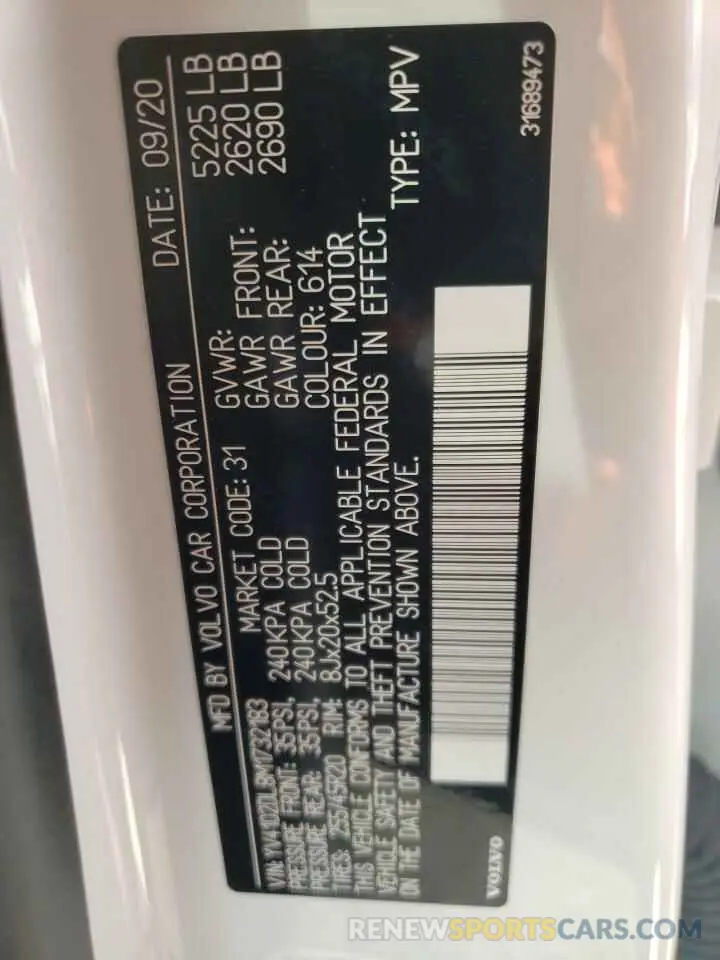 MFD BY VOLVO CAR CORPORATION DATE: 09/20
VIN: YV4102DL8M1732183 MARKET CODE: 31 GVWR: 5225 LB
PRESSURE FRONT: 35PSI, 240KPA COLD GAWR FRONT: 2620 LB
PRESSURE REAR: 35PSI, 240KPA COLD GAWR REAR: 2690 LB
TIRES: 255/45R20 RIM: 8Jx20x52.5 COLOUR: 614
THIS VEHICLE CONFORMS TO ALL APPLICABLE FEDERAL MOTOR
VEHICLE SAFETY AND THEFT PREVENTION STANDARDS IN EFFECT
ON THE DATE OF MANUFACTURE SHOWN ABOVE. TYPE: MPV
VOLVO 31689473
RENEWSPORTSCARS.COM